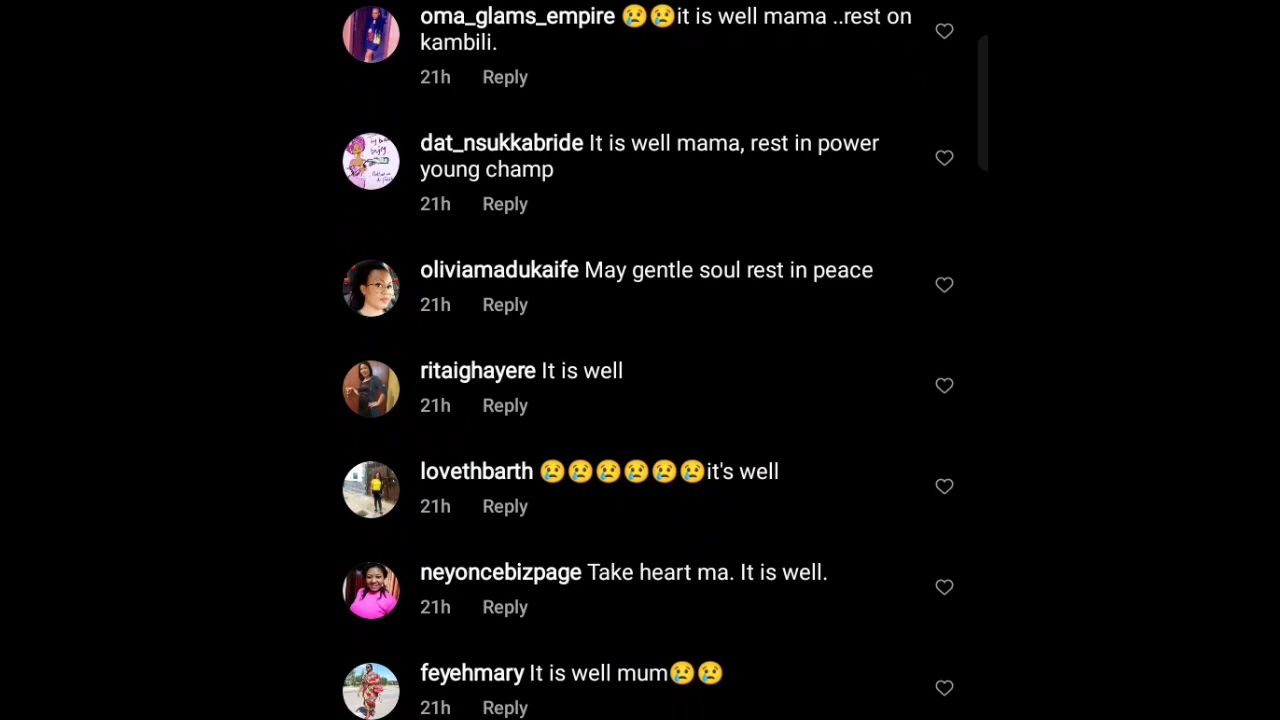 oma_glams_empire 😢😢it is well mama ..rest on
kambili.
21h Reply
dat_nsukkabride It is well mama, rest in power
young champ
21h Reply
oliviamadukaife May gentle soul rest in peace
21h Reply
ritaighayere It is well
21h Reply
lovethbarth 😢😢😢😢😢😢it's well
21h Reply
neyoncebizpage Take heart ma. It is well.
21h Reply
feyehmary It is well mum😢😢
21h Reply